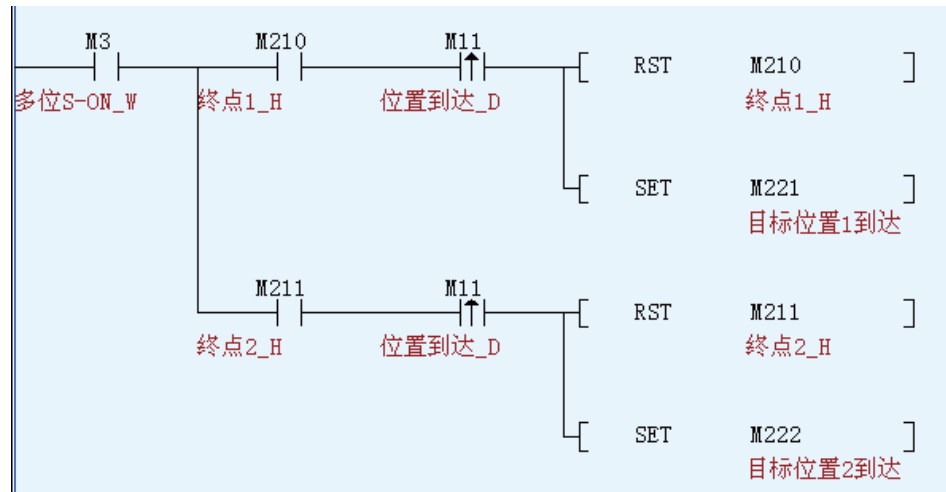 M3 M210 M11
[ RST M210 ]
多位S-ON_W 终点1_H 位置到达_D 终点1_H
[ SET M221 ]
目标位置1到达
M211 M11
[ RST M211 ]
终点2_H 位置到达_D 终点2_H
[ SET M222 ]
目标位置2到达